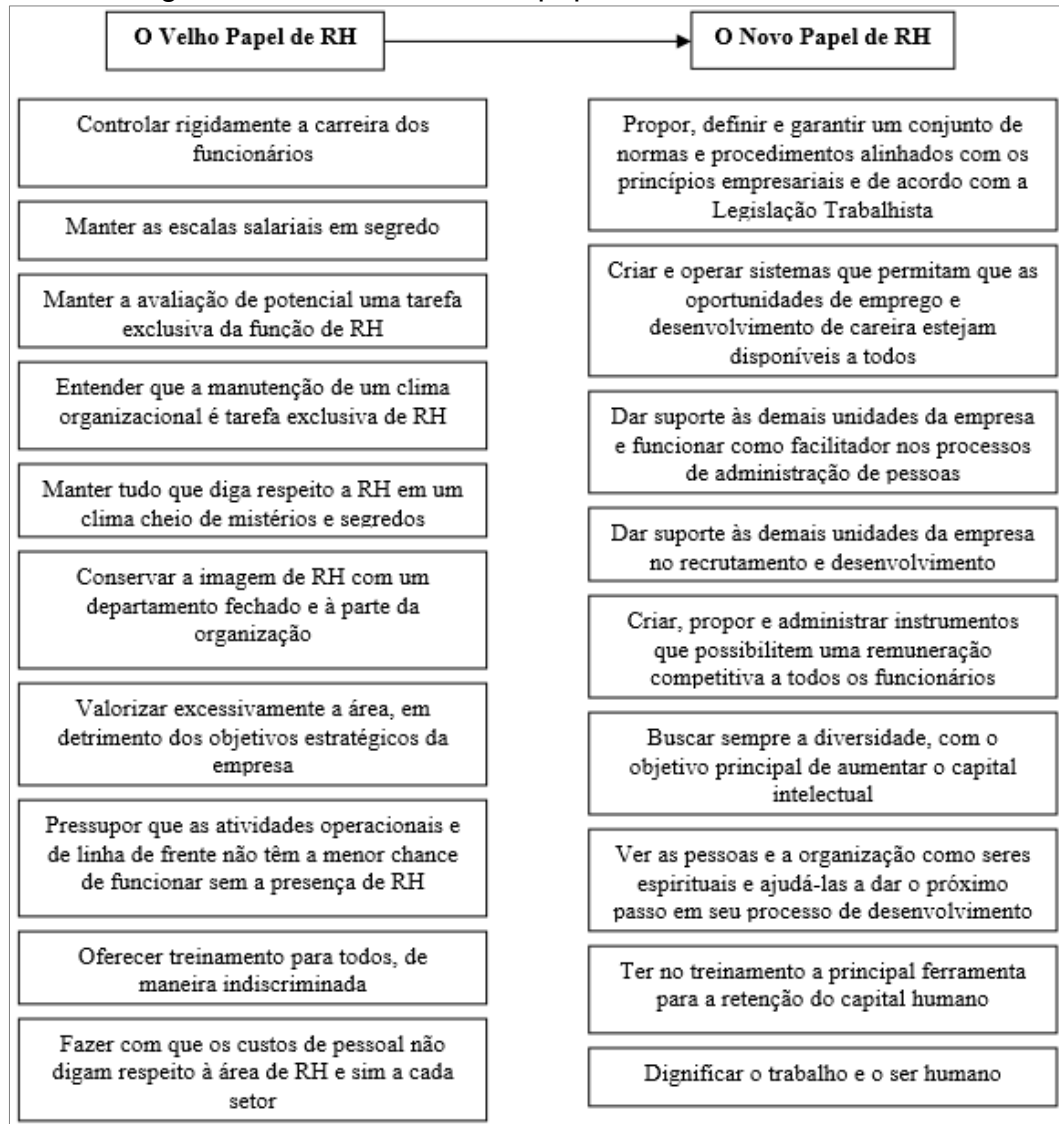 O Velho Papel de RH
O Novo Papel de RH
Controlar rigidamente a carreira dos
funcionários
Manter as escalas salariais em segredo
Manter a avaliação de potencial uma tarefa
exclusiva da função de RH
Entender que a manutenção de um clima
organizacional é tarefa exclusiva de RH
Manter tudo que diga respeito a RH em um
clima cheio de mistérios e segredos
Conservar a imagem de RH com um
departamento fechado e à parte da
organização
Valorizar excessivamente a área, em
detrimento dos objetivos estratégicos da
empresa
Pressupor que as atividades operacionais e
de linha de frente não têm a menor chance
de funcionar sem a presença de RH
Oferecer treinamento para todos, de
maneira indiscriminada
Fazer com que os custos de pessoal não
digam respeito à área de RH e sim a cada
setor
Propor, definir e garantir um conjunto de
normas e procedimentos alinhados com os
princípios empresariais e de acordo com a
Legislação Trabalhista
Criar e operar sistemas que permitam que as
oportunidades de emprego e
desenvolvimento de careira estejam
disponíveis a todos
Dar suporte às demais unidades da empresa
e funcionar como facilitador nos processos
de administração de pessoas
Dar suporte às demais unidades da empresa
no recrutamento e desenvolvimento
Criar, propor e administrar instrumentos
que possibilitem uma remuneração
competitiva a todos os funcionários
Buscar sempre a diversidade, com o
objetivo principal de aumentar o capital
intelectual
Ver as pessoas e a organização como seres
espirituais e ajudá-las a dar o próximo
passo em seu processo de desenvolvimento
Ter no treinamento a principal ferramenta
para a retenção do capital humano
Dignificar o trabalho e o ser humano